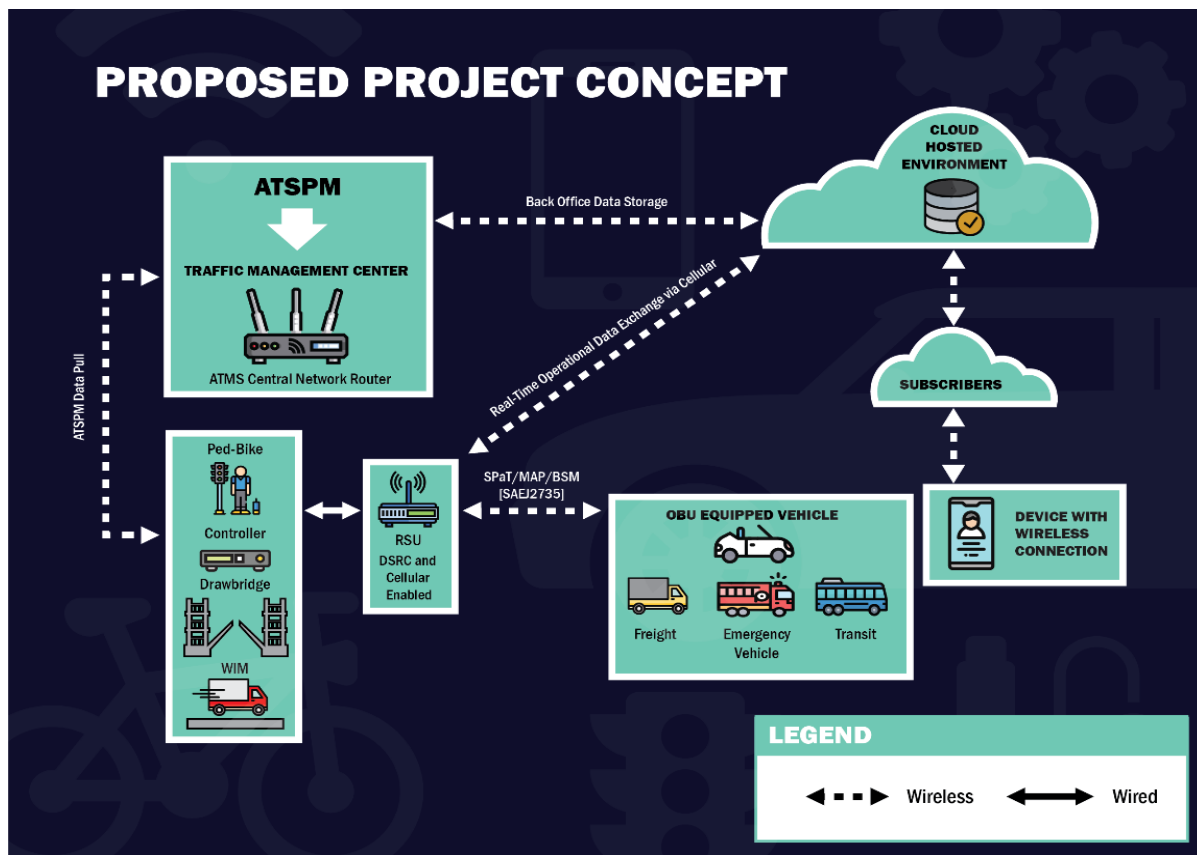 PROPOSED PROJECT CONCEPT
ATSPM
TRAFFIC MANAGEMENT CENTER
ATMS Central Network Router
Back Office Data Storage
CLOUD
HOSTED
ENVIRONMENT
ATSPM Data Pull
Real-Time Operational Data Exchange via Cellular
SUBSCRIBERS
Ped-Bike
Controller
Drawbridge
WIM
RSU
DSRC and
Cellular
Enabled
SPaT/MAP/BSM
[SAEJ2735]
OBU EQUIPPED VEHICLE
Freight
Emergency
Vehicle
Transit
DEVICE WITH
WIRELESS
CONNECTION
LEGEND
Wireless
Wired